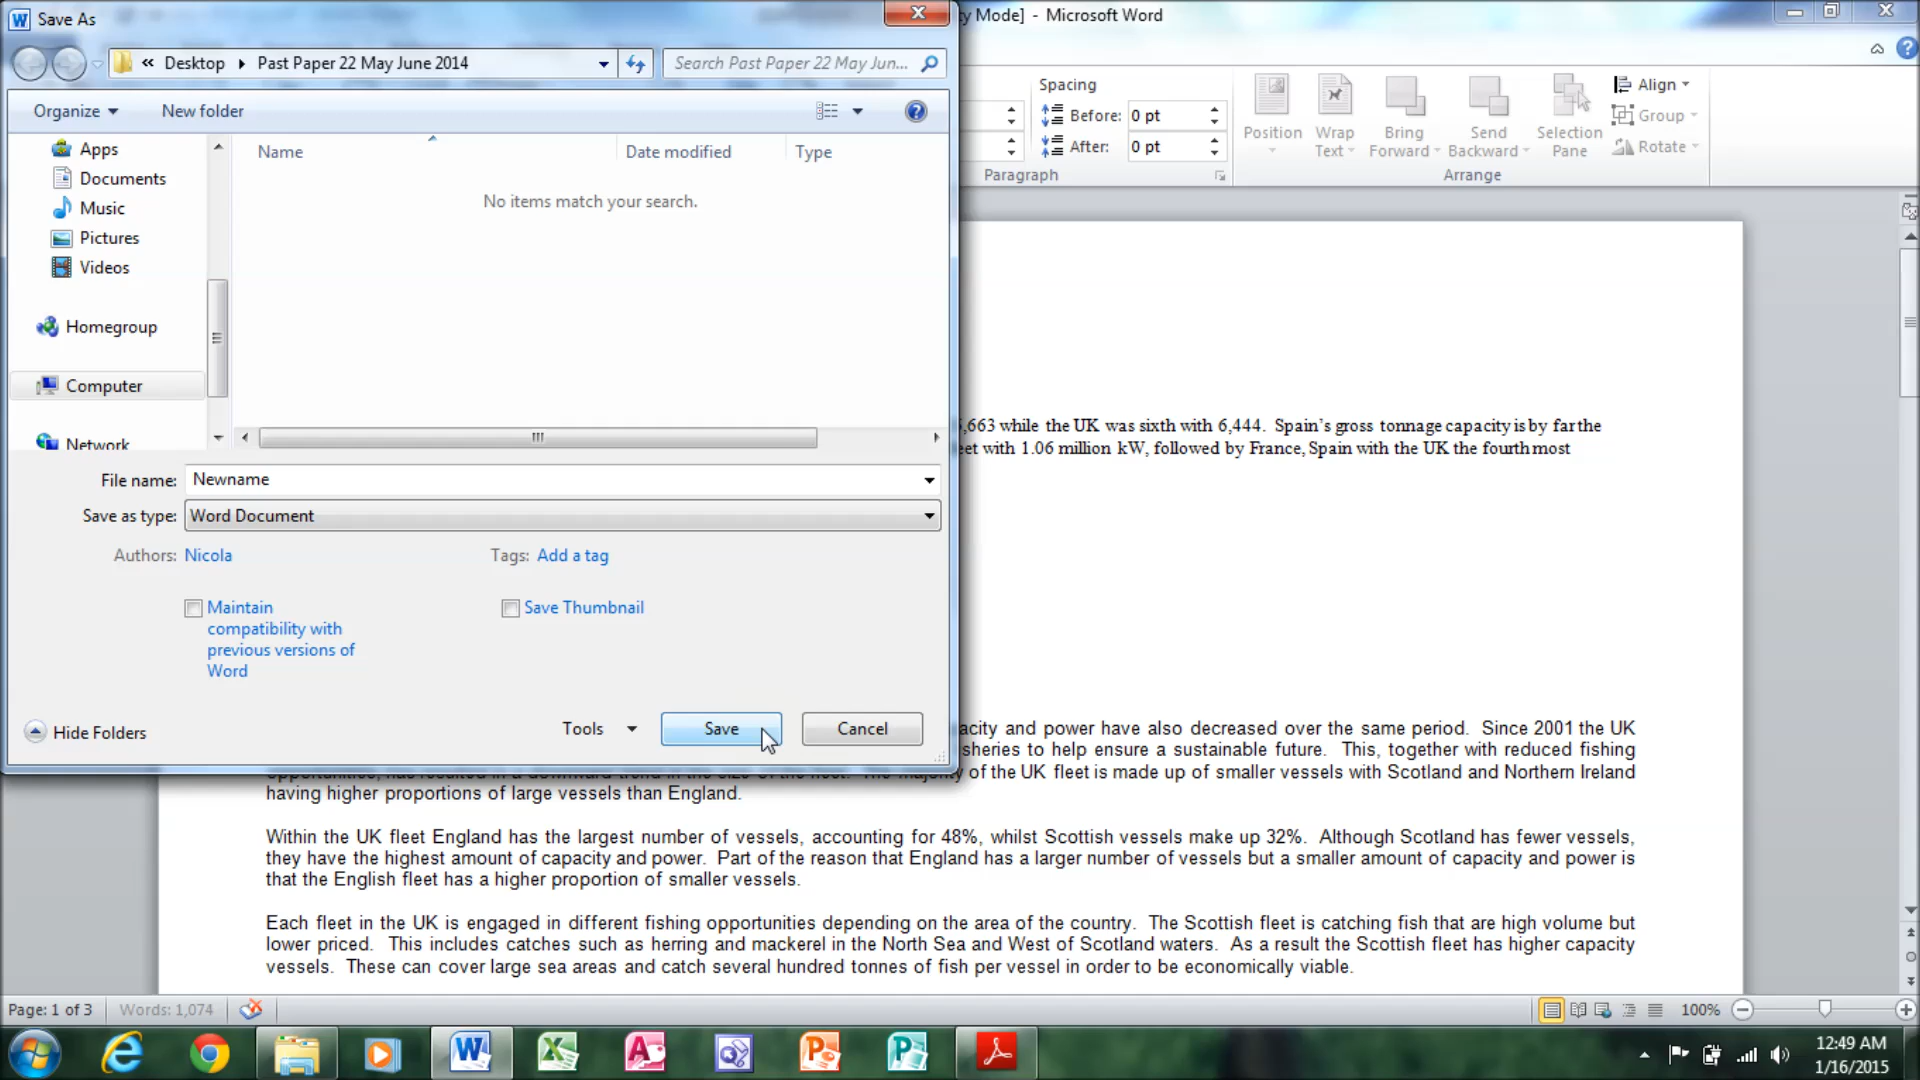 Save As
y Mode] - Microsoft Word
« Desktop Past Paper 22 May June 2014
Search Past Paper 22 May Jun...
Organize
New folder
Name
Date modified
Type
No items match your search.
Apps
Documents
Music
Pictures
Videos
Homegroup
Computer
Network
File name: Newname
Save as type: Word Document
Authors: Nicola
Tags: Add a tag
Maintain
compatibility with
previous versions of
Word
Save Thumbnail
Hide Folders
Tools
Save
Cancel
Spacing
Before: 0 pt
After: 0 pt
Paragraph
Position
Wrap
Text
Bring
Forward
Send
Backward
Selection
Pane
Align
Group
Rotate
Arrange
,663 while the UK was sixth with 6,444. Spain's gross tonnage capacity is by far the
eet with 1.06 million kW, followed by France, Spain with the UK the fourth most
acity and power have also decreased over the same period. Since 2001 the UK
sheries to help ensure a sustainable future. This, together with reduced fishing
opportunities, has resulted in a downward trend in the size of the fleet. The majority of the UK fleet is made up of smaller vessels with Scotland and Northern Ireland
having higher proportions of large vessels than England.
Within the UK fleet England has the largest number of vessels, accounting for 48%, whilst Scottish vessels make up 32%. Although Scotland has fewer vessels,
they have the highest amount of capacity and power. Part of the reason that England has a larger number of vessels but a smaller amount of capacity and power is
that the English fleet has a higher proportion of smaller vessels.
Each fleet in the UK is engaged in different fishing opportunities depending on the area of the country. The Scottish fleet is catching fish that are high volume but
lower priced. This includes catches such as herring and mackerel in the North Sea and West of Scotland waters. As a result the Scottish fleet has higher capacity
vessels. These can cover large sea areas and catch several hundred tonnes of fish per vessel in order to be economically viable.
Page: 1 of 3
Words: 1,074
100%
12:49 AM
1/16/2015